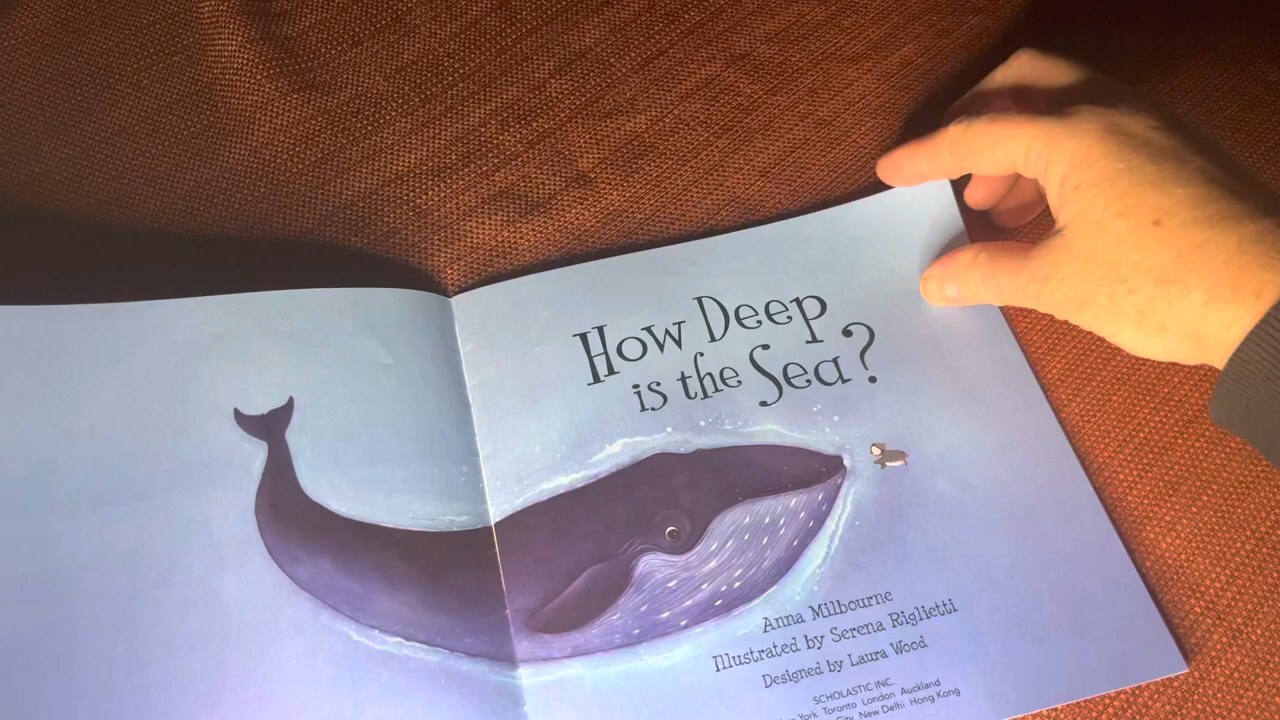 How Deep
is the Sea?
Anna Milbourne
Illustrated by Serena Riglietti
Designed by Laura Wood
SCHOLASTIC INC.
York Toronto London Auckland
City New Delhi Hong Kong